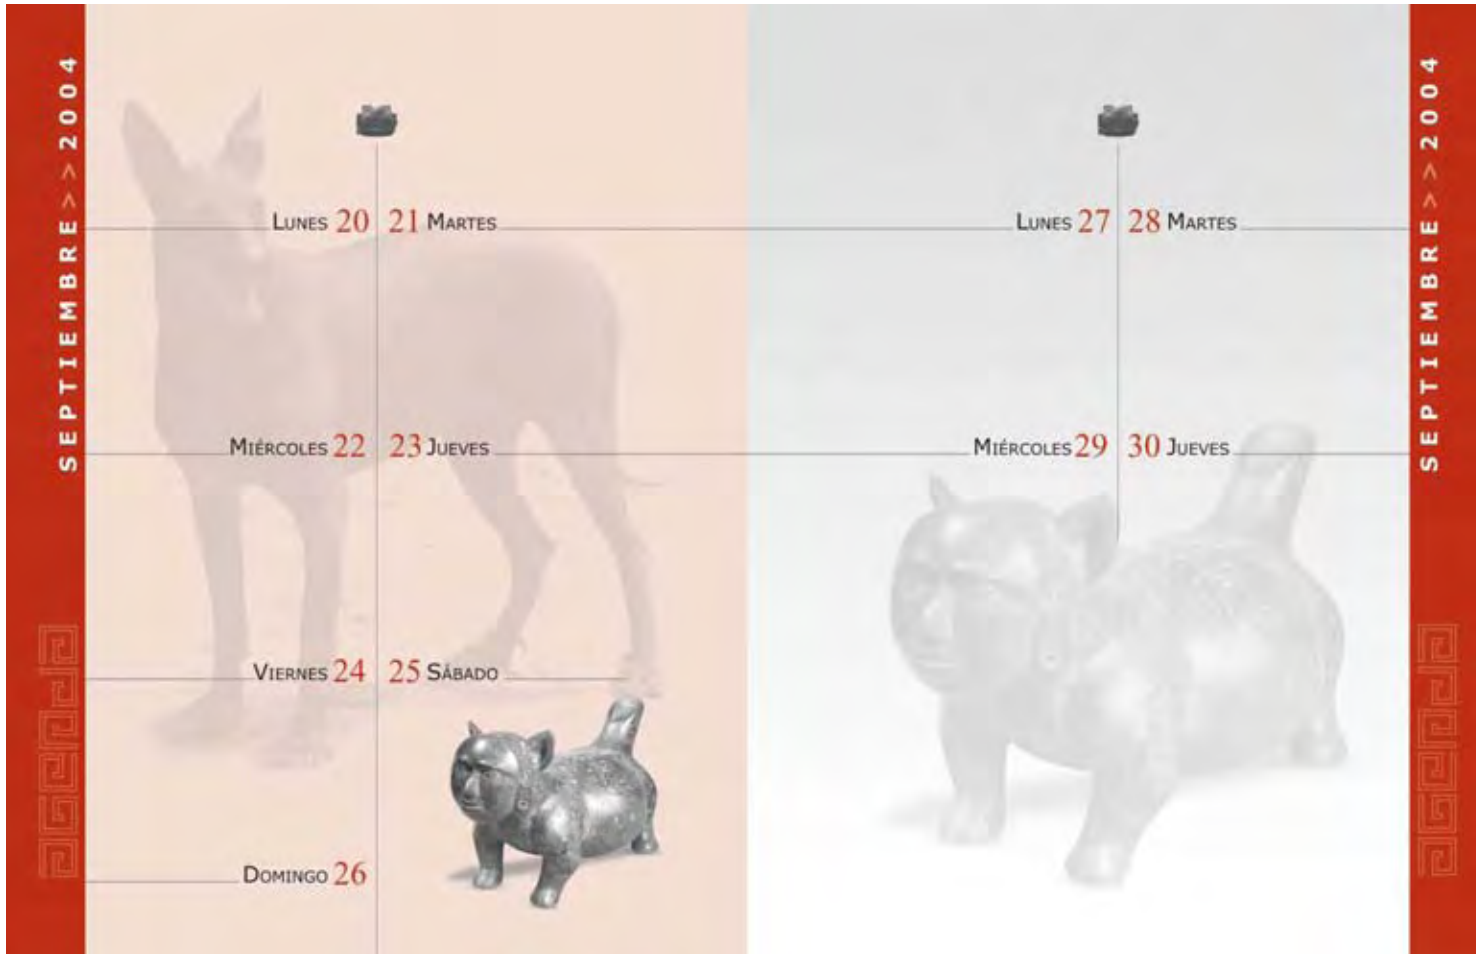 SEPTIEMBRE>>2004
LUNES 20 21 MARTES
MIÉRCOLES 22 23 JUEVES
VIERNES 24 25 SÁBADO
DOMINGO 26
LUNES 27 28 MARTES
MIÉRCOLES 29 30 JUEVES
SEPTIEMBRE>>2004